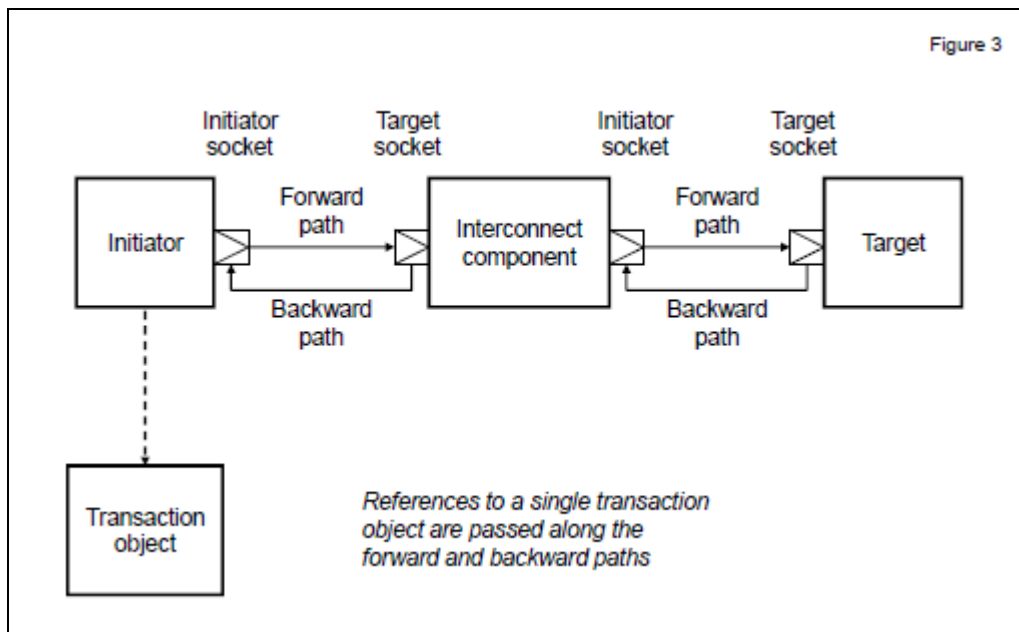 Figure 3
Initiator
socket
Target
socket
Initiator
socket
Target
socket
Initiator
Forward
path
Backward
path
Interconnect
component
Forward
path
Backward
path
Target
Transaction
object
References to a single transaction
object are passed along the
forward and backward paths